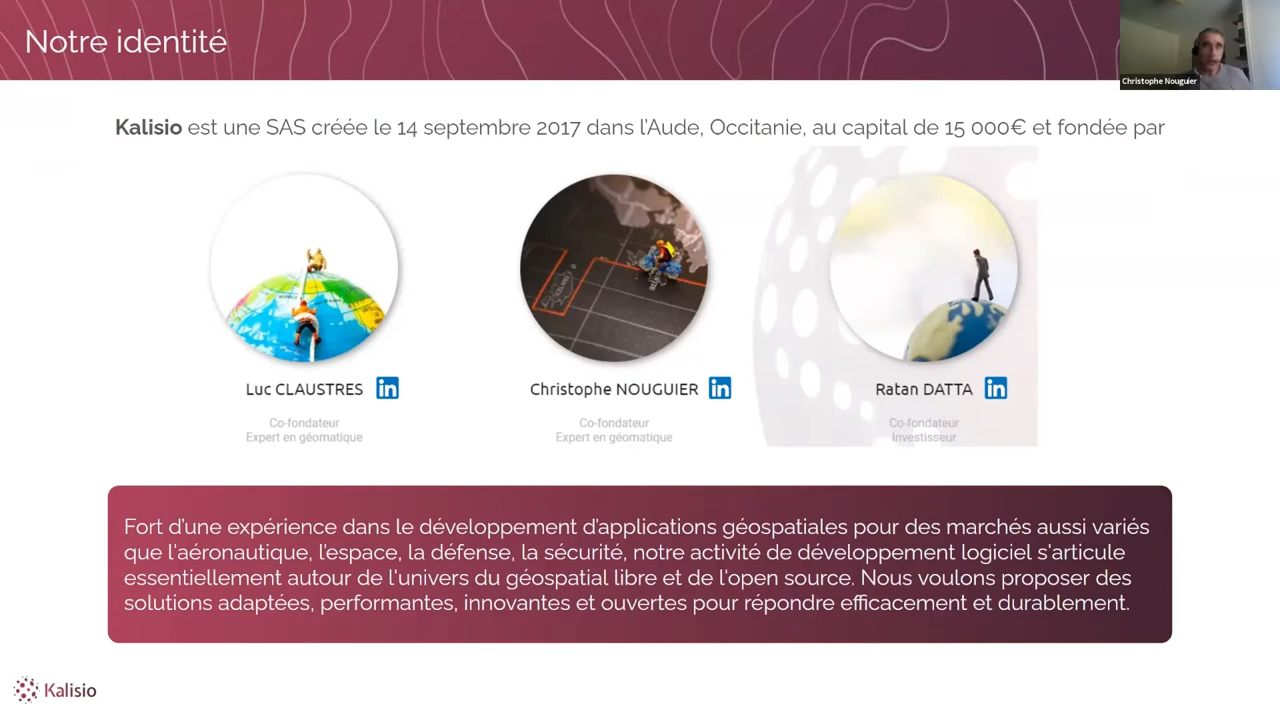 Notre identité
Christophe Nouguier
Kalisio est une SAS créée le 14 septembre 2017 dans l'Aude, Occitanie, au capital de 15 000€ et fondée par
Luc CLAUSTRES in
Christophe NOUGUIER in
Ratan DATTA in
Co-fondateur
Expert en géomatique
Co-fondateur
Expert en géomatique
Co-fondateur
Investisseur
Fort d'une expérience dans le développement d'applications géospatiales pour des marchés aussi variés
que l'aéronautique, l'espace, la défense, la sécurité, notre activité de développement logiciel s'articule
essentiellement autour de l'univers du géospatial libre et de l'open source. Nous voulons proposer des
solutions adaptées, performantes, innovantes et ouvertes pour répondre efficacement et durablement.
Kalisio